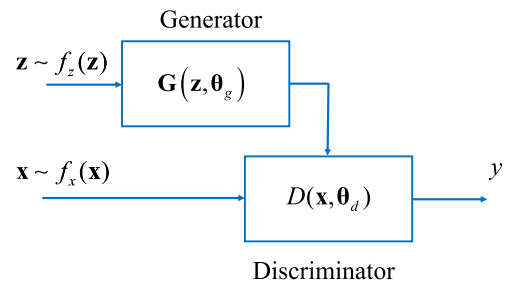 Generator
z ~ f_z(z)
G(z,θ_g)
x ~ f_x(x)
D(x,θ_d)
y
Discriminator